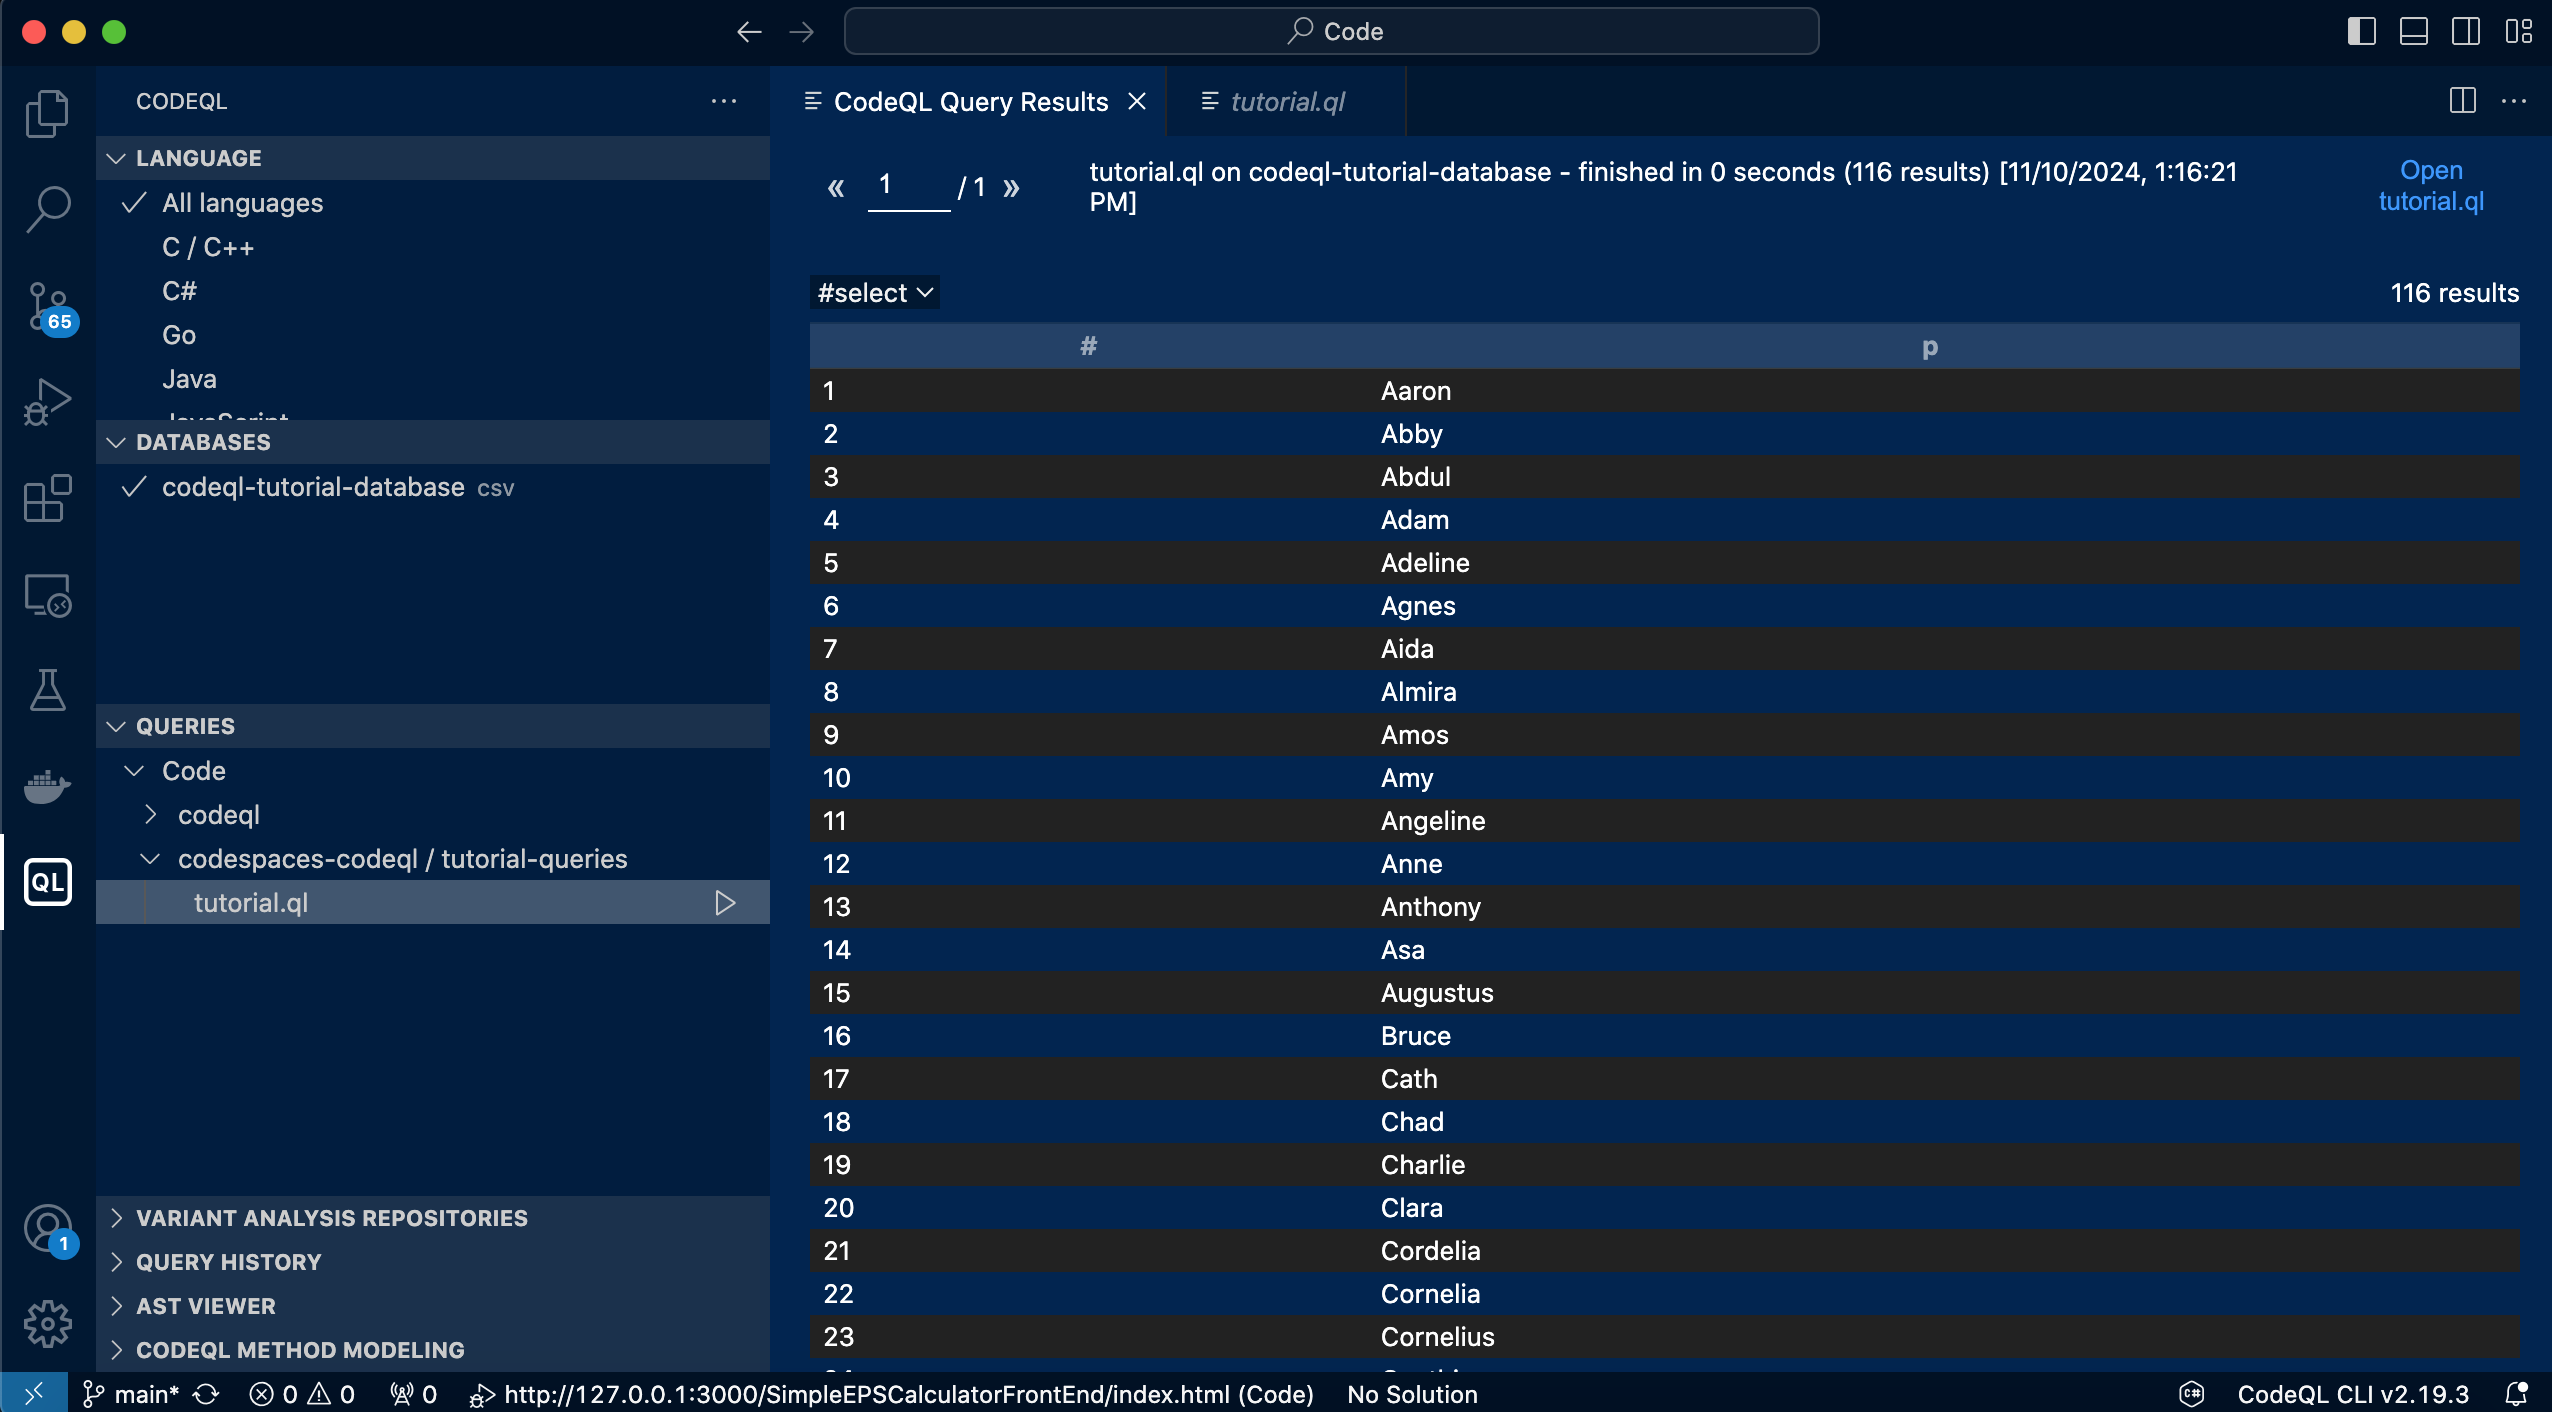 Code
CODEQL
LANGUAGE
All languages
C / C++
C#
Go
Java
JavaScript
DATABASES
codeql-tutorial-database csv
QUERIES
Code
codeql
codespaces-codeql / tutorial-queries
tutorial.ql
VARIANT ANALYSIS REPOSITORIES
QUERY HISTORY
AST VIEWER
CODEQL METHOD MODELING
65
QL
1
CodeQL Query Results
tutorial.ql
« 1 / 1 »
tutorial.ql on codeql-tutorial-database - finished in 0 seconds (116 results) [11/10/2024, 1:16:21
PM]
Open
tutorial.ql
#select
116 results
# p
1 Aaron
2 Abby
3 Abdul
4 Adam
5 Adeline
6 Agnes
7 Aida
8 Almira
9 Amos
10 Amy
11 Angeline
12 Anne
13 Anthony
14 Asa
15 Augustus
16 Bruce
17 Cath
18 Chad
19 Charlie
20 Clara
21 Cordelia
22 Cornelia
23 Cornelius
main* 0 0 0 http://127.0.0.1:3000/SimpleEPSCalculatorFrontEnd/index.html (Code) No Solution C# CodeQL CLI v2.19.3